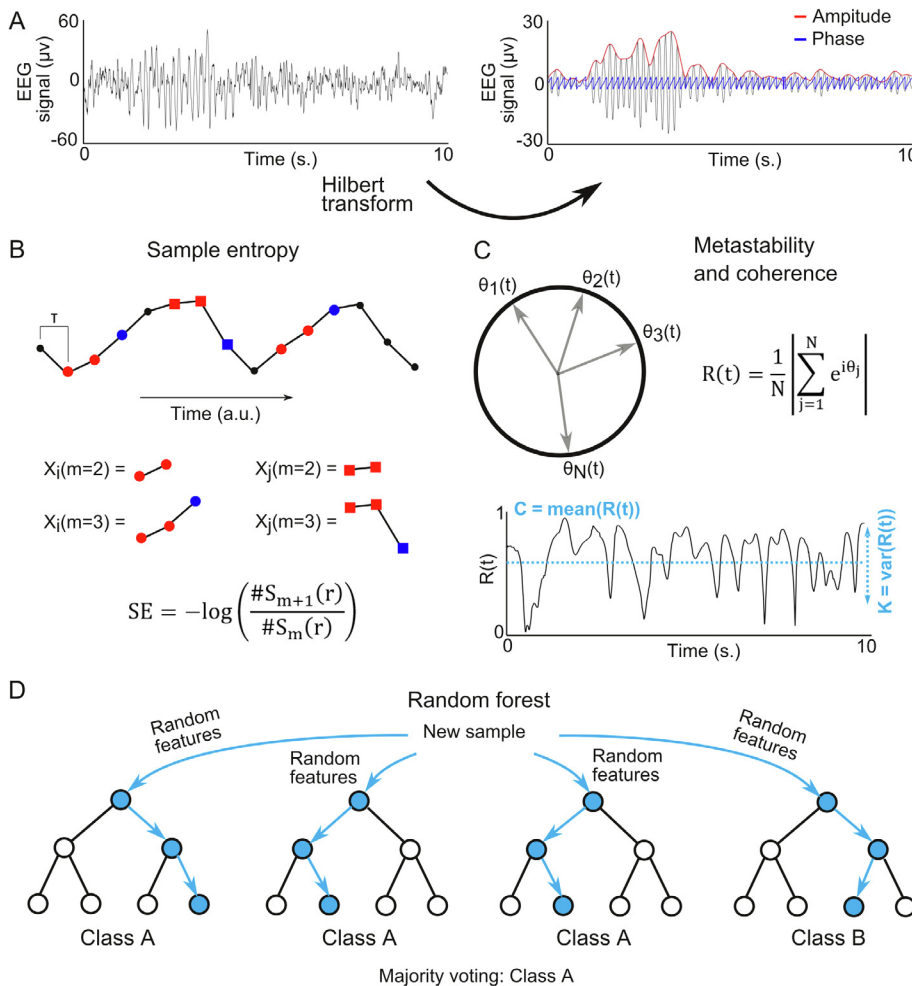 A
60
0
-60
EEG
signal (μv)
0
10
Time (s.)
30
0
-30
EEG
signal (μv)
0
10
Time (s.)
Ampitude
Phase
Hilbert
transform
B
Sample entropy
τ
Time (a.u.)
Xi(m=2) =
Xj(m=2) =
Xi(m=3) =
Xj(m=3) =
SE = −log(#Sm+1(r)/#Sm(r))
C
Metastability
and coherence
θ1(t)
θ2(t)
θ3(t)
θN(t)
R(t) = 1/N |∑ j=1 N e^iθj|
C = mean(R(t))
K = var(R(t))
1
R(t)
0
0
10
Time (s.)
D
Random forest
New sample
Random
features
Random
features
Random
features
Random
features
Class A
Class A
Class A
Class B
Majority voting: Class A